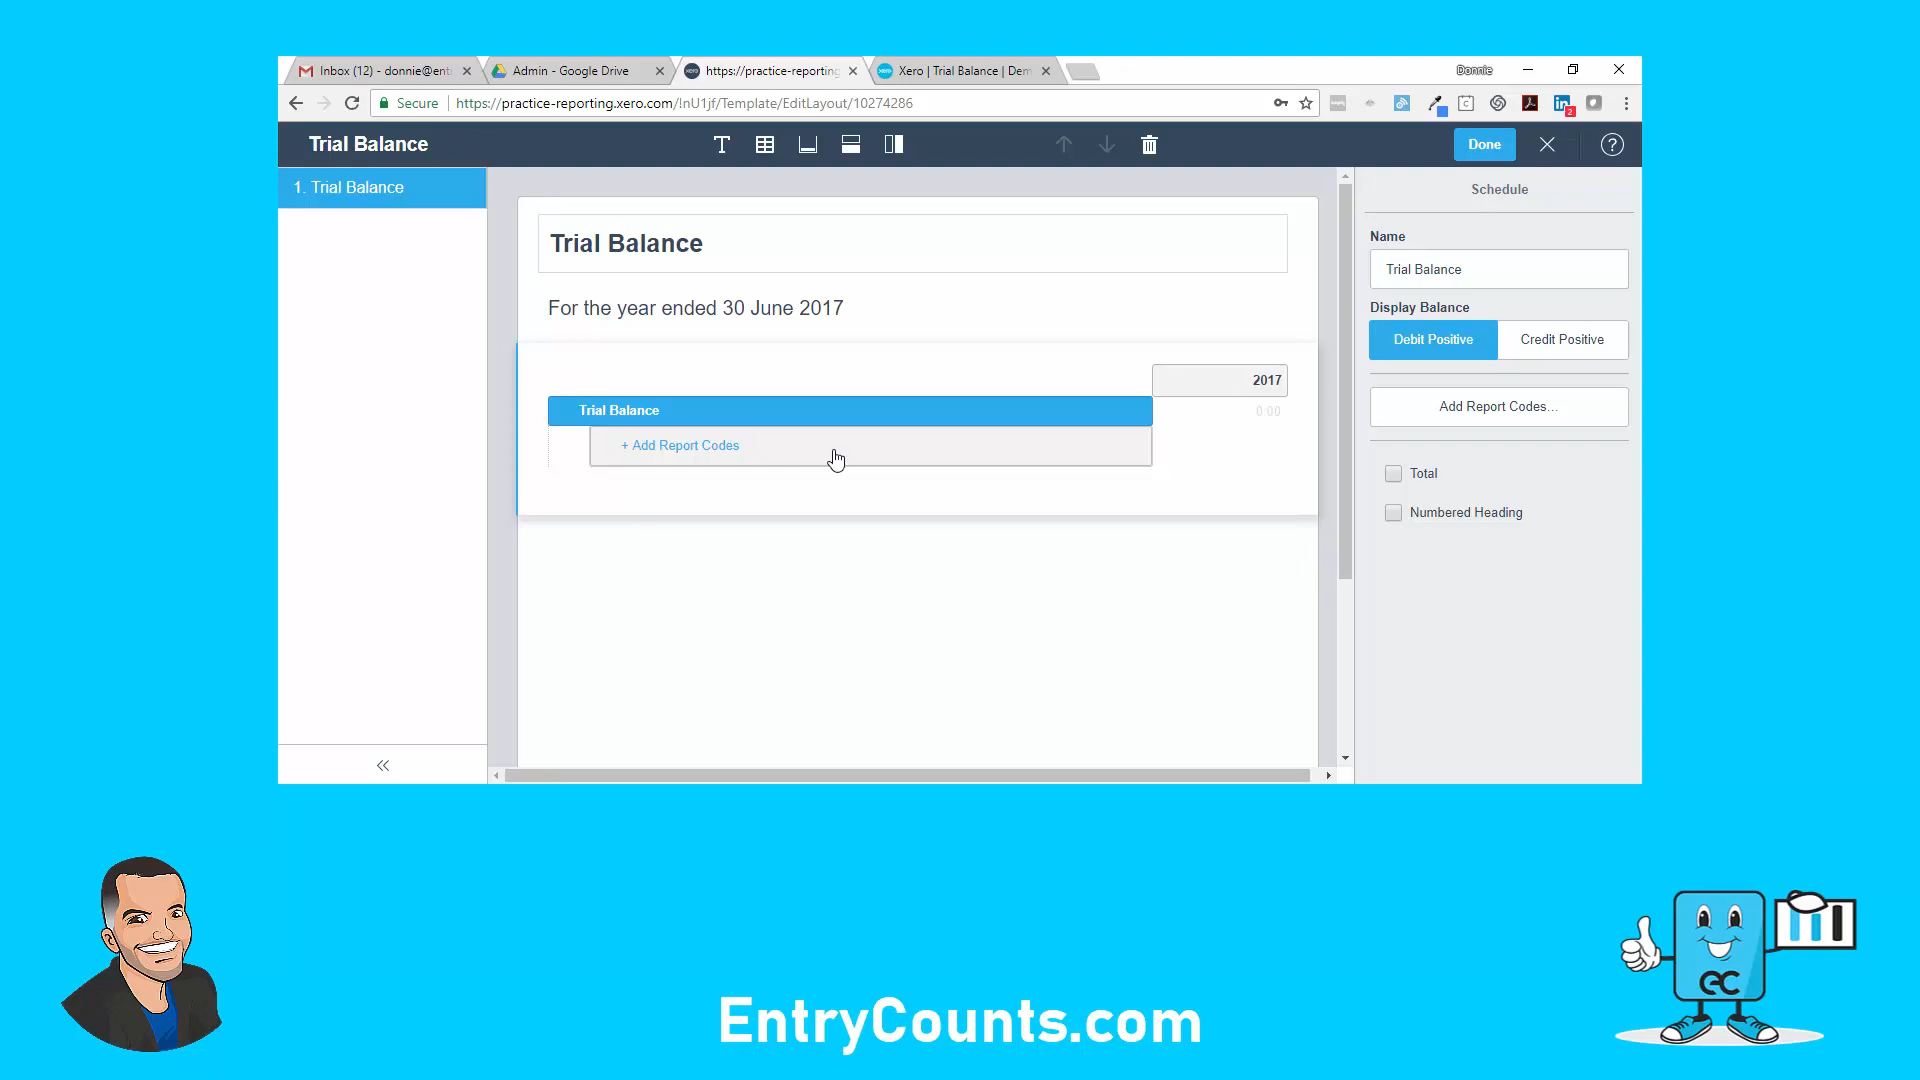 Inbox (12) - donnie@ent
Admin - Google Drive
https://practice-reporting
Xero | Trial Balance | Dem
Donnie
Secure
https://practice-reporting.xero.com/!nU1jf/Template/EditLayout/10274286
2
Trial Balance
Done
?
1. Trial Balance
Trial Balance
For the year ended 30 June 2017
2017
Trial Balance
0.00
+ Add Report Codes
Schedule
Name
Trial Balance
Display Balance
Debit Positive
Credit Positive
Add Report Codes...
Total
Numbered Heading
ec
EntryCounts.com